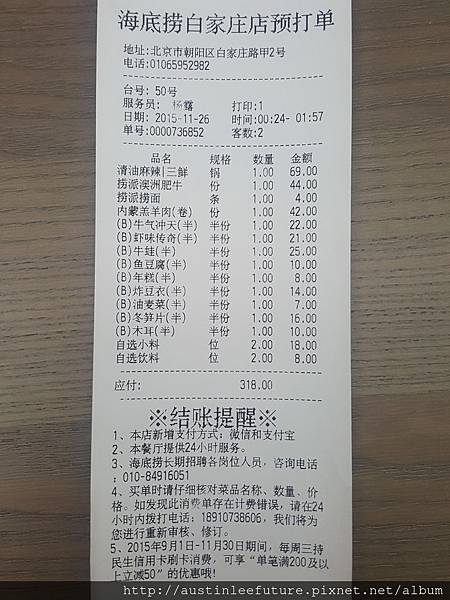 海底捞白家庄店预打单
地址:北京市朝阳区白家庄路甲2号
电话:01065952982
台号: 50号
服务员: 杨露 打印:1
日期: 2015-11-26 时间:00:24- 01:57
单号:0000736852 客数:2
品名 规格 数量 金额
清油麻辣|三鲜 锅 1.00 69.00
捞派澳洲肥牛 份 1.00 44.00
捞派捞面 条 1.00 4.00
内蒙羔羊肉(卷) 份 1.00 42.00
(B)牛气冲天(半) 半份 1.00 22.00
(B)虾味传奇(半) 半份 1.00 21.00
(B)牛蛙(半) 半份 1.00 25.00
(B)鱼豆腐(半) 半份 1.00 10.00
(B)年糕(半) 半份 1.00 8.00
(B)炸豆衣(半) 半份 1.00 14.00
(B)油麦菜(半) 半份 1.00 7.00
(B)冬笋片(半) 半份 1.00 16.00
(B)木耳(半) 半份 1.00 10.00
自选小料 位 2.00 18.00
自选饮料 位 2.00 8.00
应付: 318.00
※结账提醒※
1、本店新增支付方式：微信和支付宝
2、本餐厅提供24小时服务。
3、海底捞长期招聘各岗位人员，咨询电话
：010-84916051
4、买单时请仔细核对菜品名称、数量、价
格。如发现此消费单存在计费错误，请在24
小时内拨打电话：18910738606，我们将为
您进行重新审核、修订。
5、2015年9月1日-11月30日期间，每周三持
民生信用卡刷卡消费，可享“单笔满200及以
上立减50”的优惠哦!
http://austinleefuture.pixnet.net/album